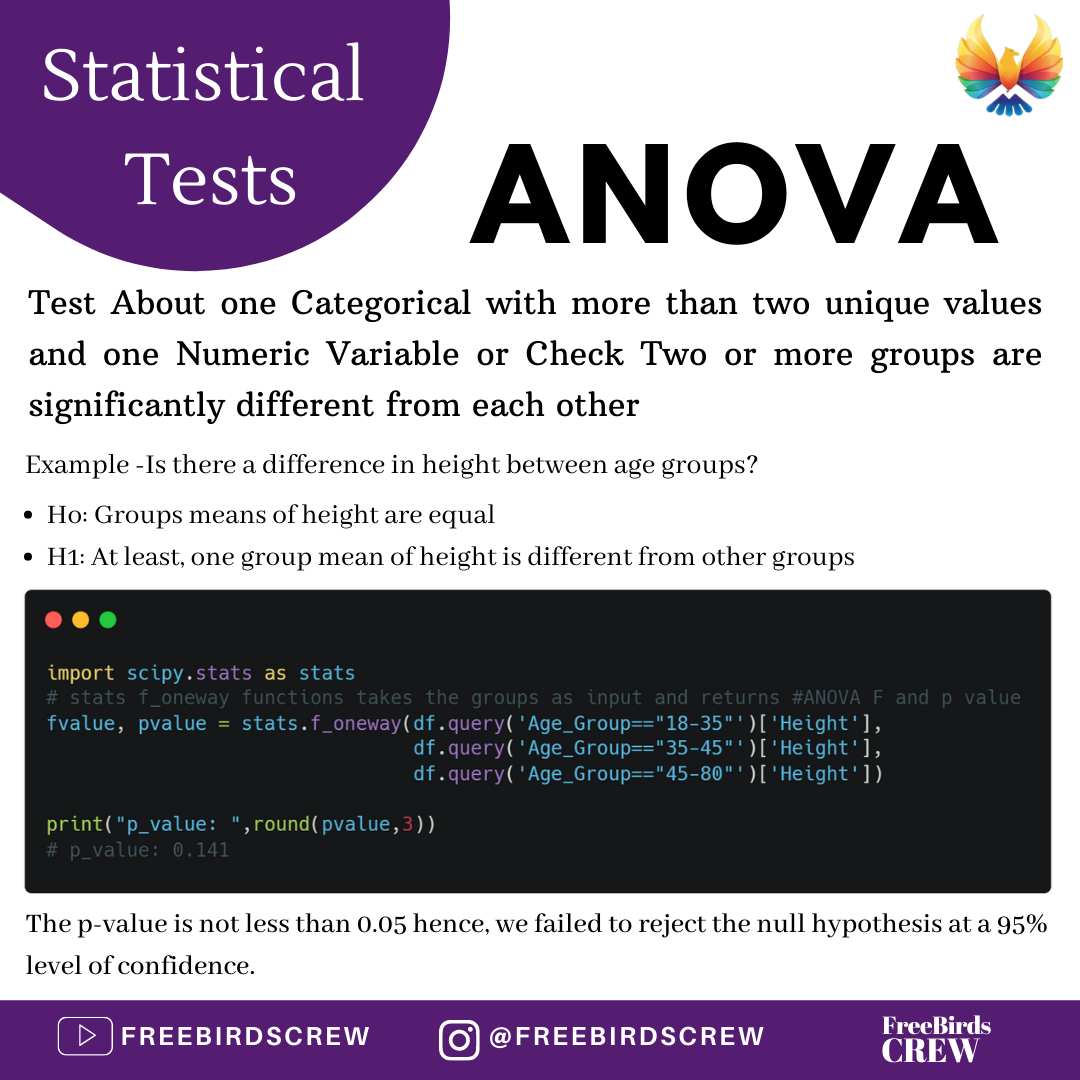 Statistical
Tests
ANOVA
Test About one Categorical with more than two unique values
and one Numeric Variable or Check Two or more groups are
significantly different from each other
Example -Is there a difference in height between age groups?
• H0: Groups means of height are equal
• H1: At least, one group mean of height is different from other groups
import scipy.stats as stats
# stats f_oneway functions takes the groups as input and returns #ANOVA F and p value
fvalue, pvalue = stats.f_oneway(df.query('Age_Group=="18-35"')['Height'],
df.query('Age_Group=="35-45"')['Height'],
df.query('Age_Group=="45-80"')['Height'])
print("p_value: ",round(pvalue,3))
# p_value: 0.141
The p-value is not less than 0.05 hence, we failed to reject the null hypothesis at a 95%
level of confidence.
FREEBIRDSCREW
@FREEBIRDSCREW
FreeBirds
CREW